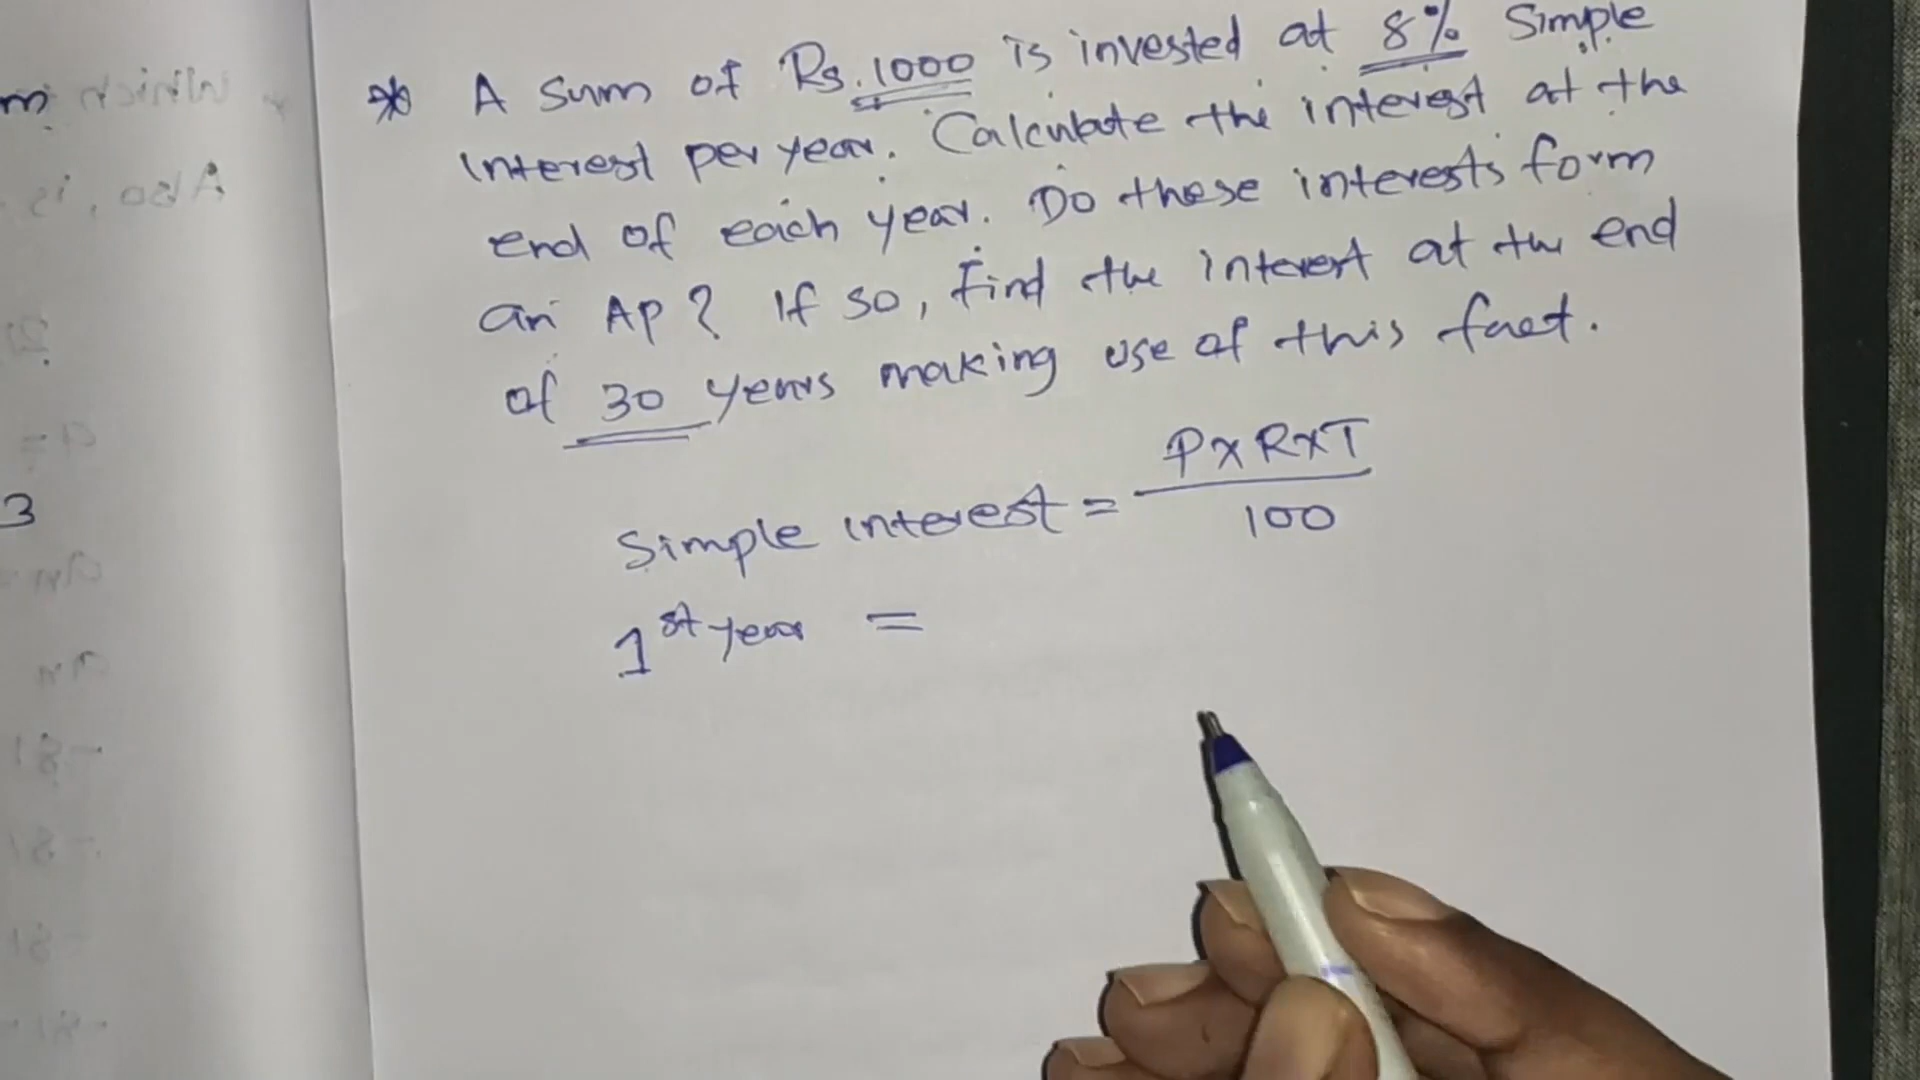 A sum of Rs.1000 is invested at 8% Simple
interest per year. Calculate the interest at the
end of each year. Do these interests form
an AP? If so, find the interest at the end
of 30 years making use of this fact.
Simple interest = P×R×T
100
1st year =
3